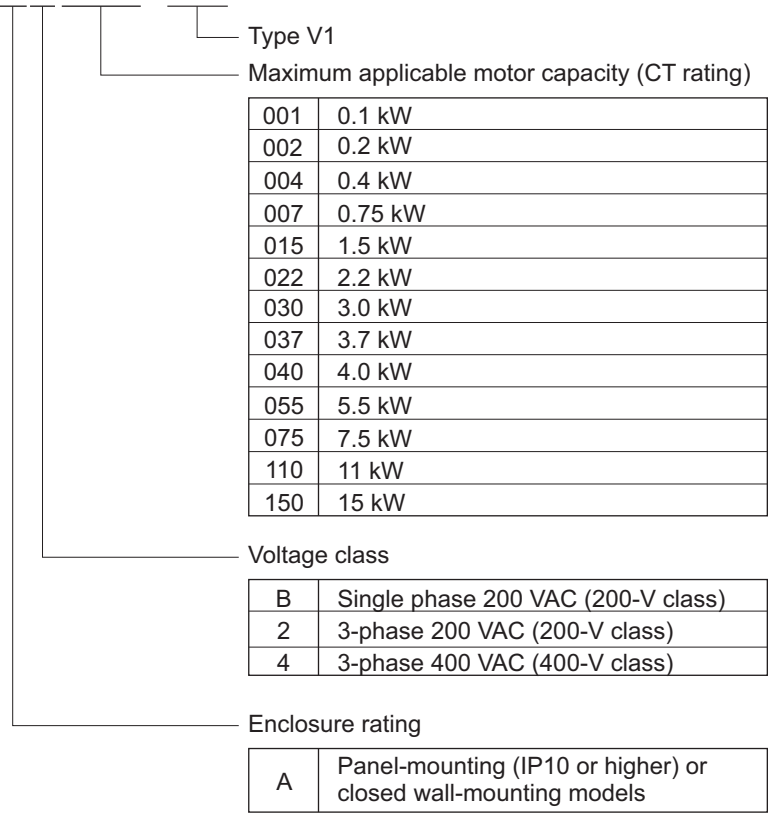 Type V1
Maximum applicable motor capacity (CT rating)
001 0.1 kW
002 0.2 kW
004 0.4 kW
007 0.75 kW
015 1.5 kW
022 2.2 kW
030 3.0 kW
037 3.7 kW
040 4.0 kW
055 5.5 kW
075 7.5 kW
110 11 kW
150 15 kW
Voltage class
B Single phase 200 VAC (200-V class)
2 3-phase 200 VAC (200-V class)
4 3-phase 400 VAC (400-V class)
Enclosure rating
A Panel-mounting (IP10 or higher) or
closed wall-mounting models